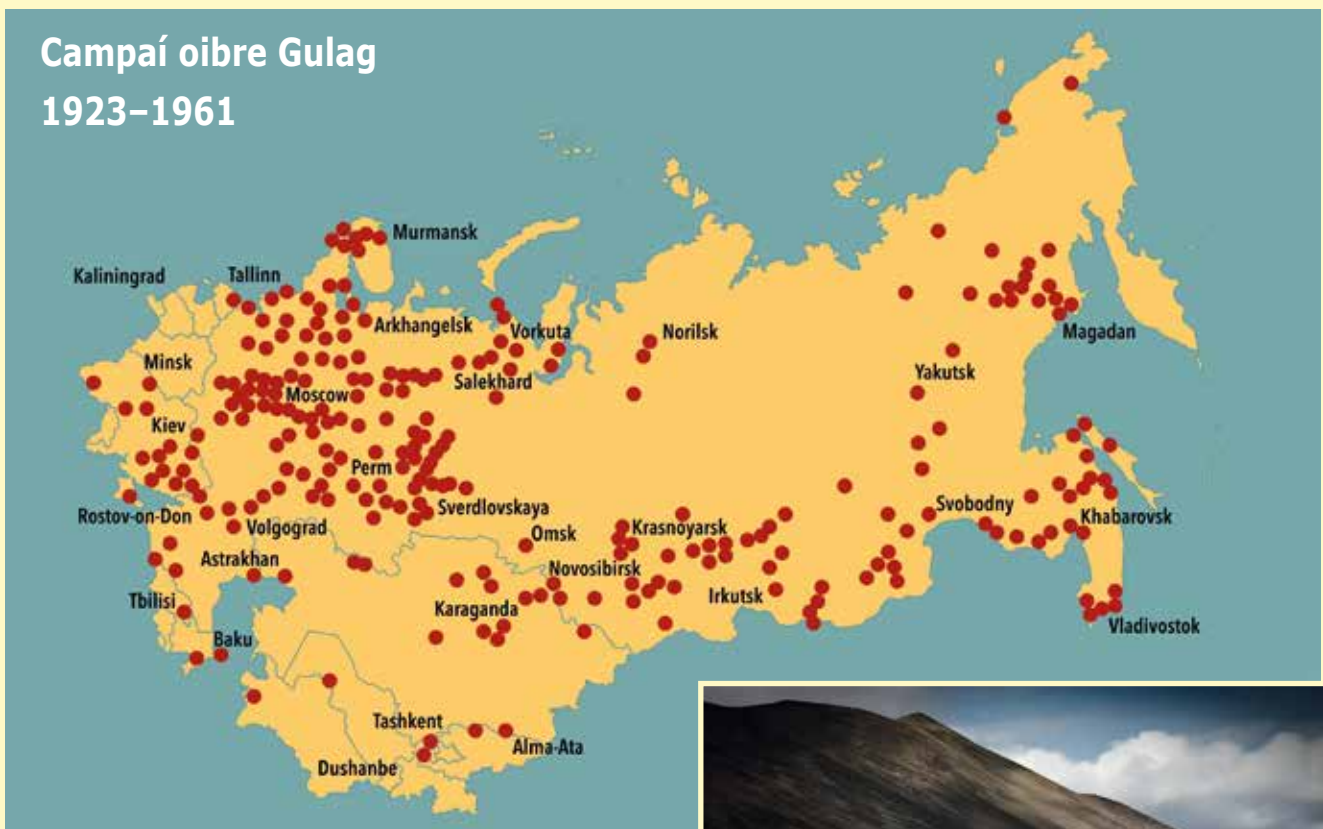 Campaí oibre Gulag
1923–1961
Murmansk
Kaliningrad
Tallinn
Arkhangelsk
Vorkuta
Norilsk
Magadan
Minsk
Salekhard
Yakutsk
Moscow
Kiev
Perm
Sverdlovskaya
Svobodny
Rostov-on-Don
Volgograd
Omsk
Krasnoyarsk
Khabarovsk
Astrakhan
Novosibirsk
Tbilisi
Karaganda
Irkutsk
Vladivostok
Baku
Tashkent
Alma-Ata
Dushanbe